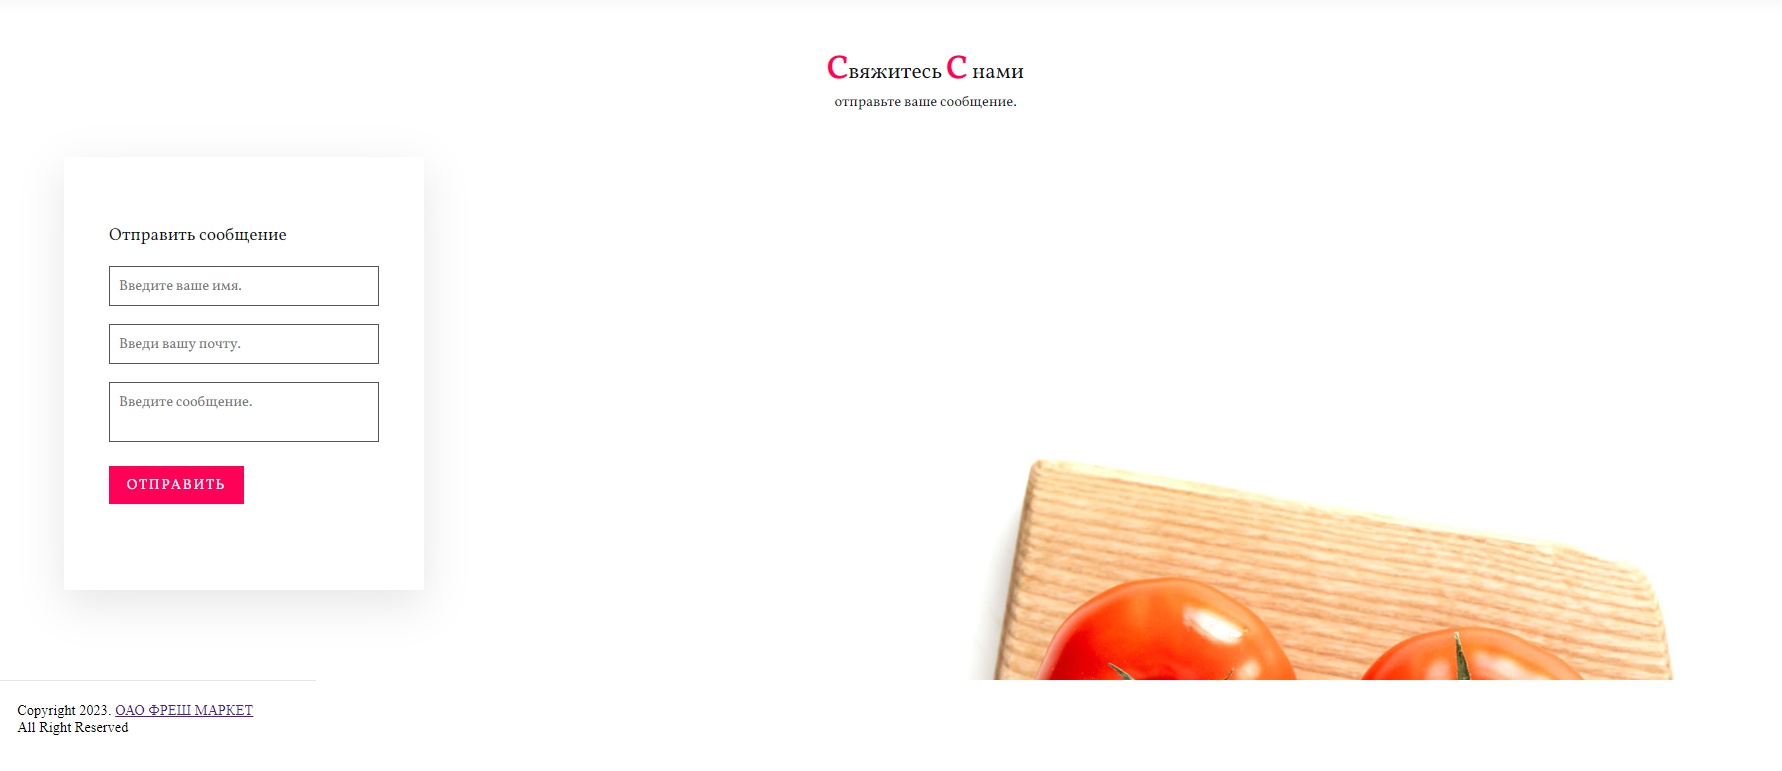 Свяжитесь С нами
отправьте ваше сообщение.
Отправить сообщение
Введите ваше имя.
Введи вашу почту.
Введите сообщение.
ОТПРАВИТЬ
Copyright 2023. ОАО ФРЕШ МАРКЕТ
All Right Reserved